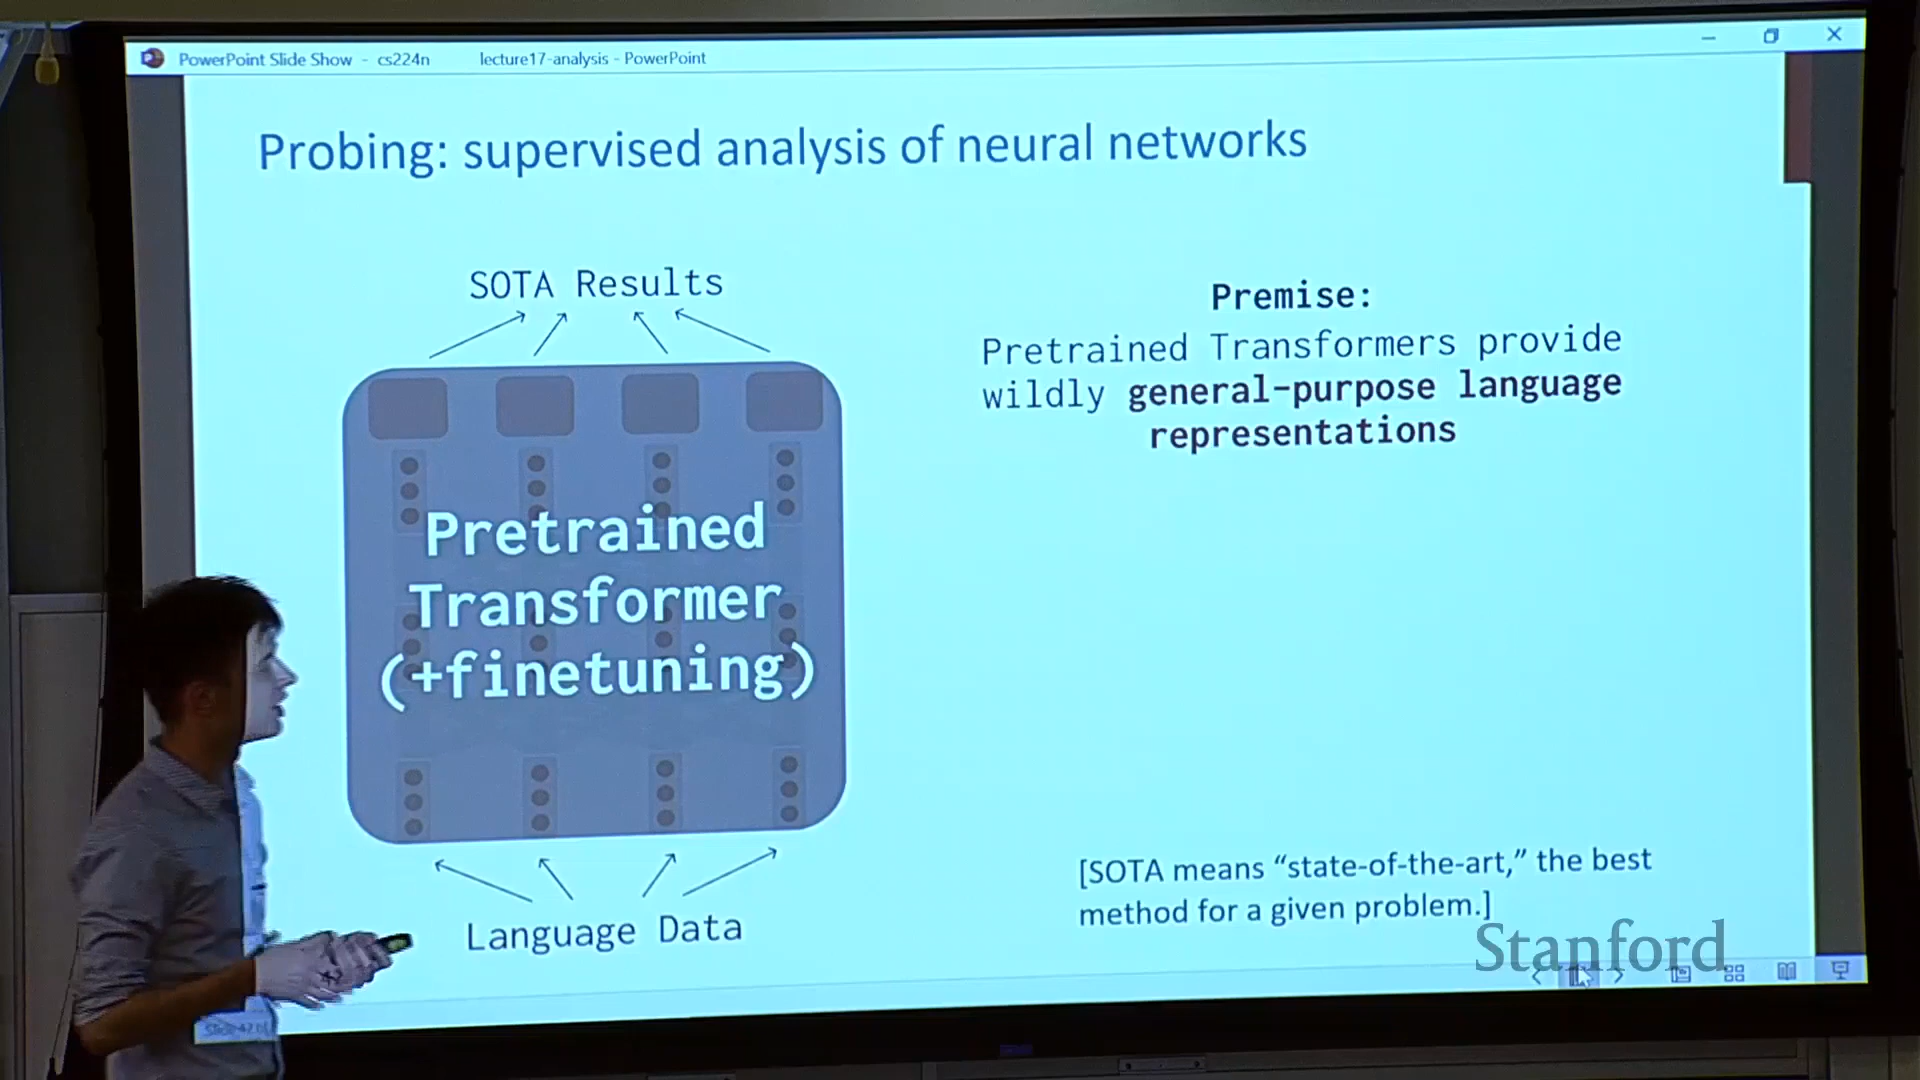 PowerPoint Slide Show - cs224n lecture17-analysis - PowerPoint
Probing: supervised analysis of neural networks
SOTA Results
Pretrained
Transformer
(+finetuning)
Language Data
Premise:
Pretrained Transformers provide
wildly general-purpose language
representations
[SOTA means “state-of-the-art,” the best
method for a given problem.]
Stanford